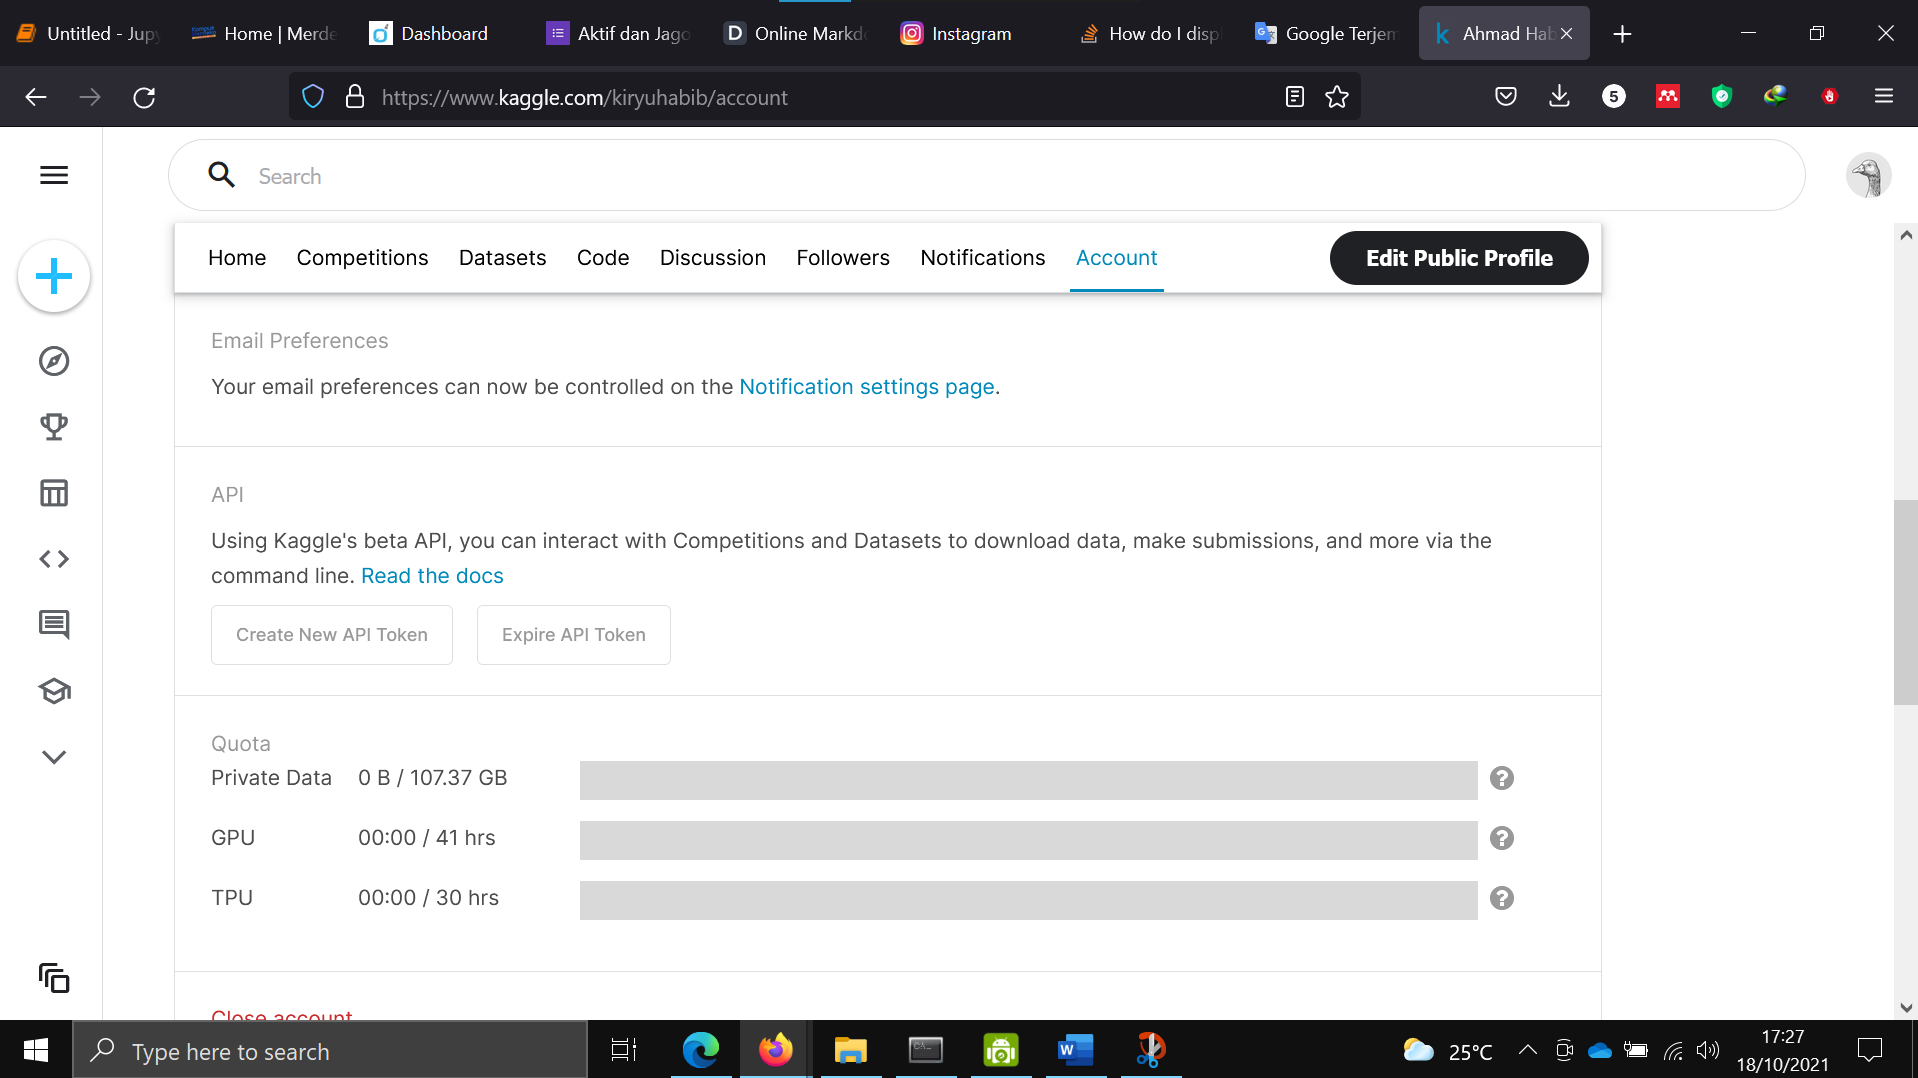 Untitled - Jupy
Home | Merde
Dashboard
Aktif dan Jago
Online Markdo
Instagram
How do I displ
Google Terjem
Ahmad Hab
https://www.kaggle.com/kiryuhabib/account
5
Search
Home Competitions Datasets Code Discussion Followers Notifications Account
Edit Public Profile
Email Preferences
Your email preferences can now be controlled on the Notification settings page.
API
Using Kaggle's beta API, you can interact with Competitions and Datasets to download data, make submissions, and more via the
command line. Read the docs
Create New API Token
Expire API Token
Quota
Private Data 0 B / 107.37 GB
GPU 00:00 / 41 hrs
TPU 00:00 / 30 hrs
Close account
Type here to search
25°C
17:27
18/10/2021